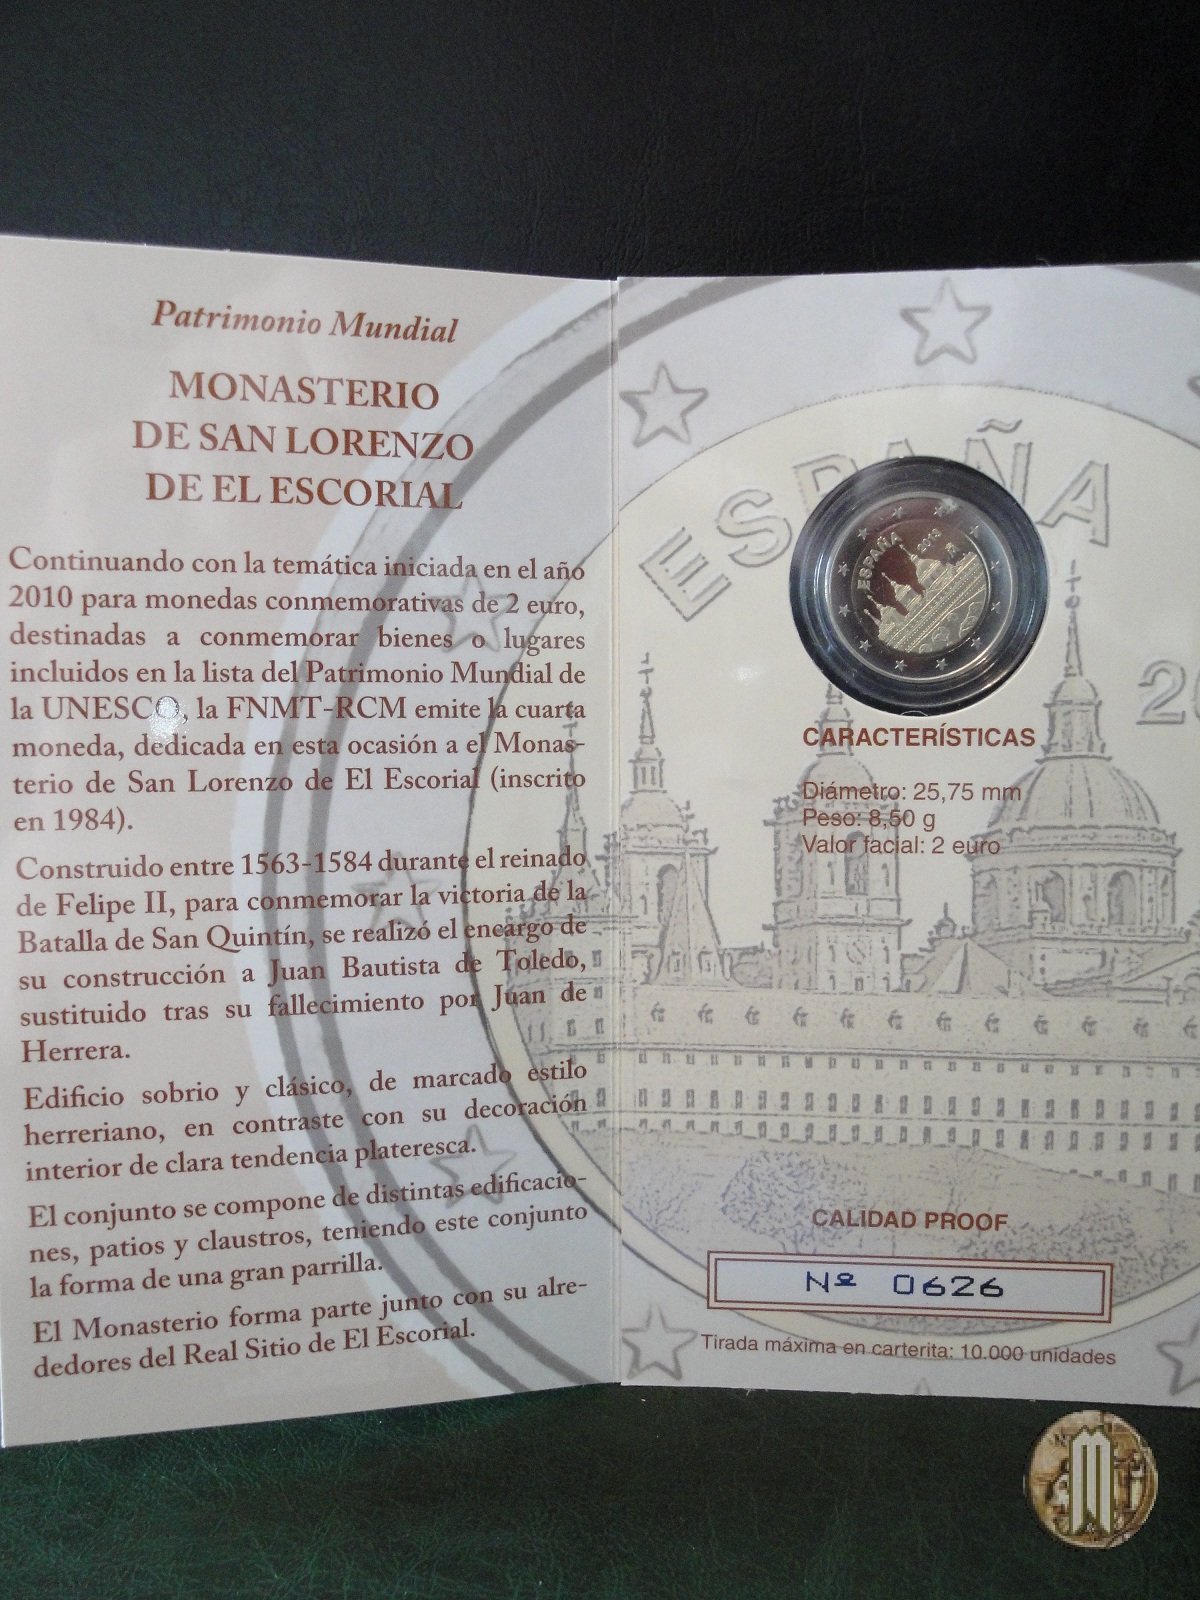 Patrimonio Mundial
MONASTERIO
DE SAN LORENZO
DE EL ESCORIAL
Continuando con la temática iniciada en el año
2010 para monedas conmemorativas de 2 euro,
destinadas a conmemorar bienes o lugares
incluidos en la lista del Patrimonio Mundial de
la UNESCO, la FNMT-RCM emite la cuarta
moneda, dedicada en esta ocasión a el Monas-
terio de San Lorenzo de El Escorial (inscrito
en 1984).
Construido entre 1563-1584 durante el reinado
de Felipe II, para conmemorar la victoria de la
Batalla de San Quintín, se realizó el encargo de
su construcción a Juan Bautista de Toledo,
sustituido tras su fallecimiento por Juan de
Herrera.
Edificio sobrio y clásico, de marcado estilo
herreriano, en contraste con su decoración
interior de clara tendencia plateresca.
El conjunto se compone de distintas edificacio-
nes, patios y claustros, teniendo este conjunto
la forma de una gran parrilla.
El Monasterio forma parte junto con su alre-
dedores del Real Sitio de El Escorial.
ESPAÑA
20
ESPAÑA 2013
CARACTERÍSTICAS
Diámetro: 25,75 mm
Peso: 8,50 g
Valor facial: 2 euro
CALIDAD PROOF
Nº 0626
Tirada máxima en carterita: 10.000 unidades
M